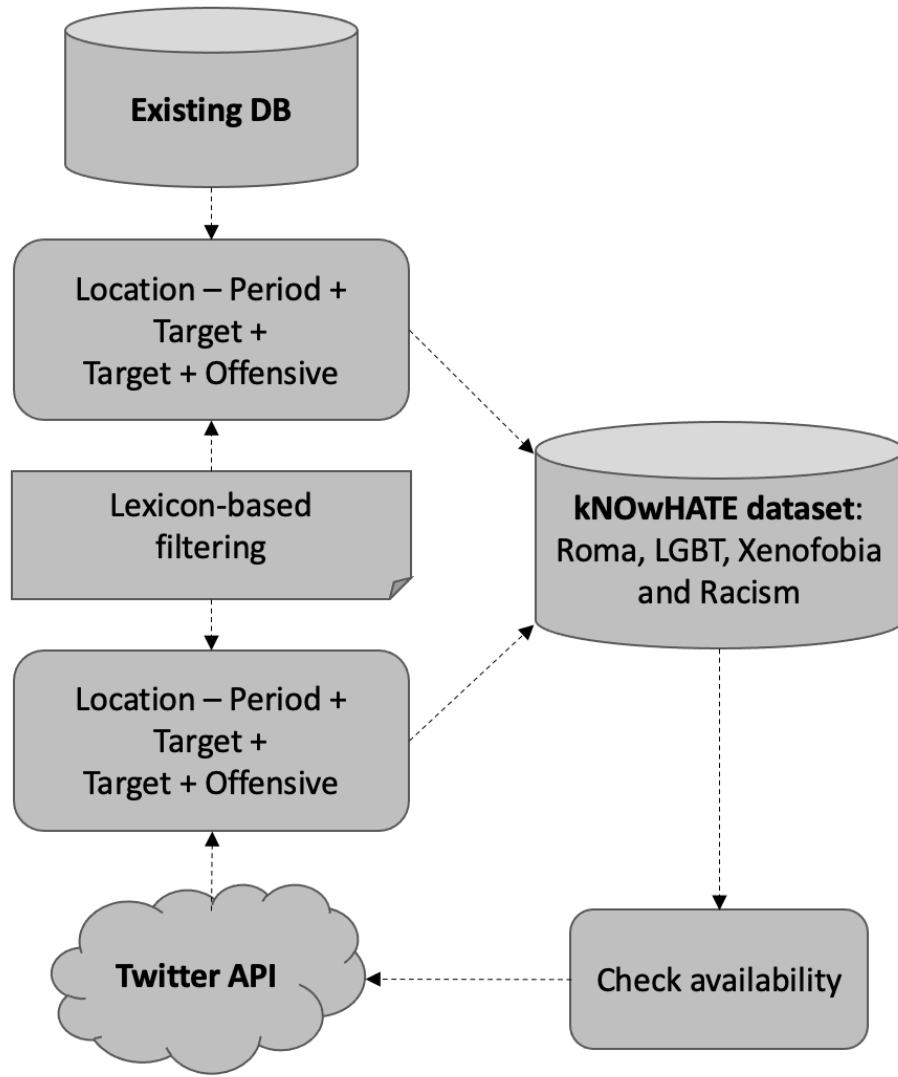 Existing DB
Location – Period +
Target +
Target + Offensive
Lexicon-based
filtering
kNOwHATE dataset:
Roma, LGBT, Xenofobia
and Racism
Location – Period +
Target +
Target + Offensive
Twitter API
Check availability